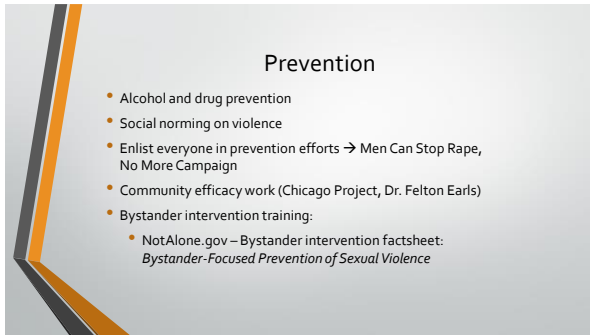 Prevention
• Alcohol and drug prevention
• Social norming on violence
• Enlist everyone in prevention efforts → Men Can Stop Rape,
No More Campaign
• Community efficacy work (Chicago Project, Dr. Felton Earls)
• Bystander intervention training:
• NotAlone.gov – Bystander intervention factsheet:
Bystander-Focused Prevention of Sexual Violence